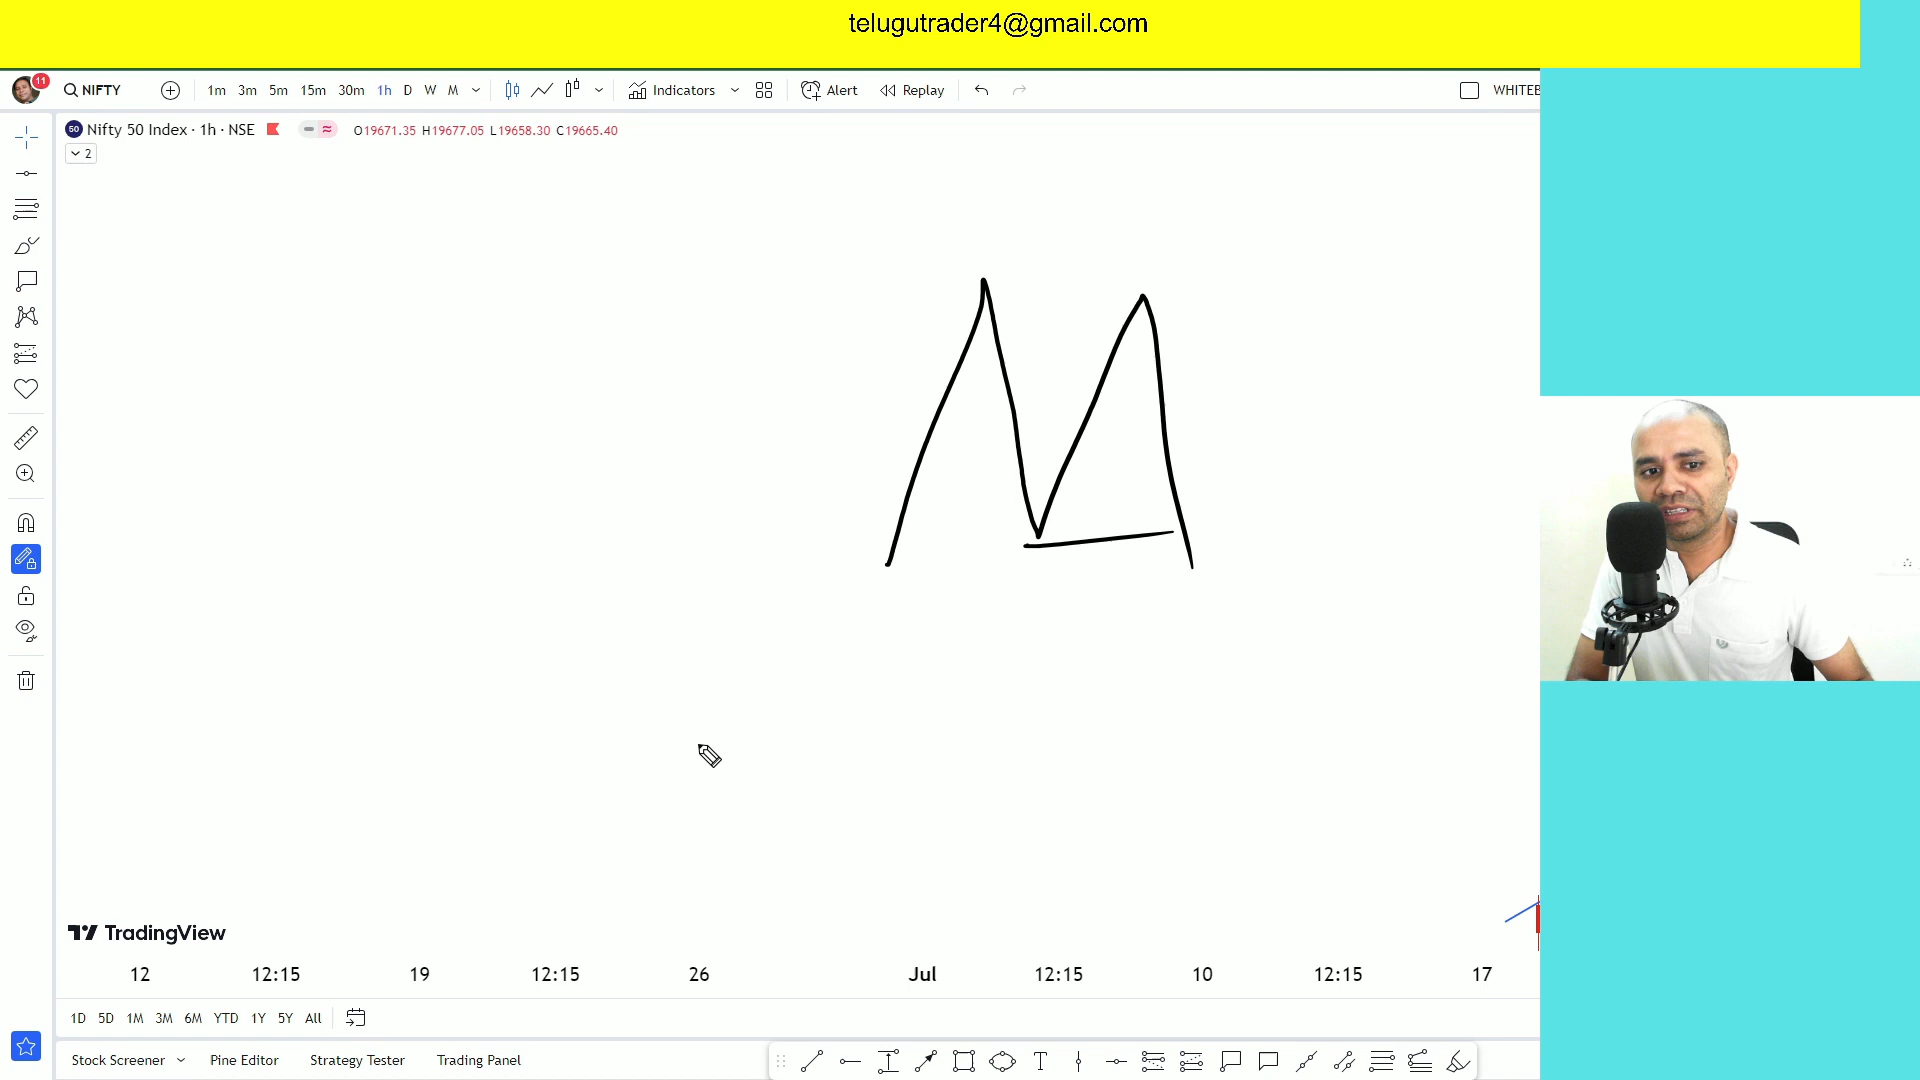 telugutrader4@gmail.com
11
NIFTY
1m 3m 5m 15m 30m 1h D W M
Indicators
Alert
Replay
WHITEB
50 Nifty 50 Index · 1h · NSE
O19671.35 H19677.05 L19658.30 C19665.40
2
TradingView
12 12:15 19 12:15 26 Jul 12:15 10 12:15 17
1D 5D 1M 3M 6M YTD 1Y 5Y All
Stock Screener Pine Editor Strategy Tester Trading Panel